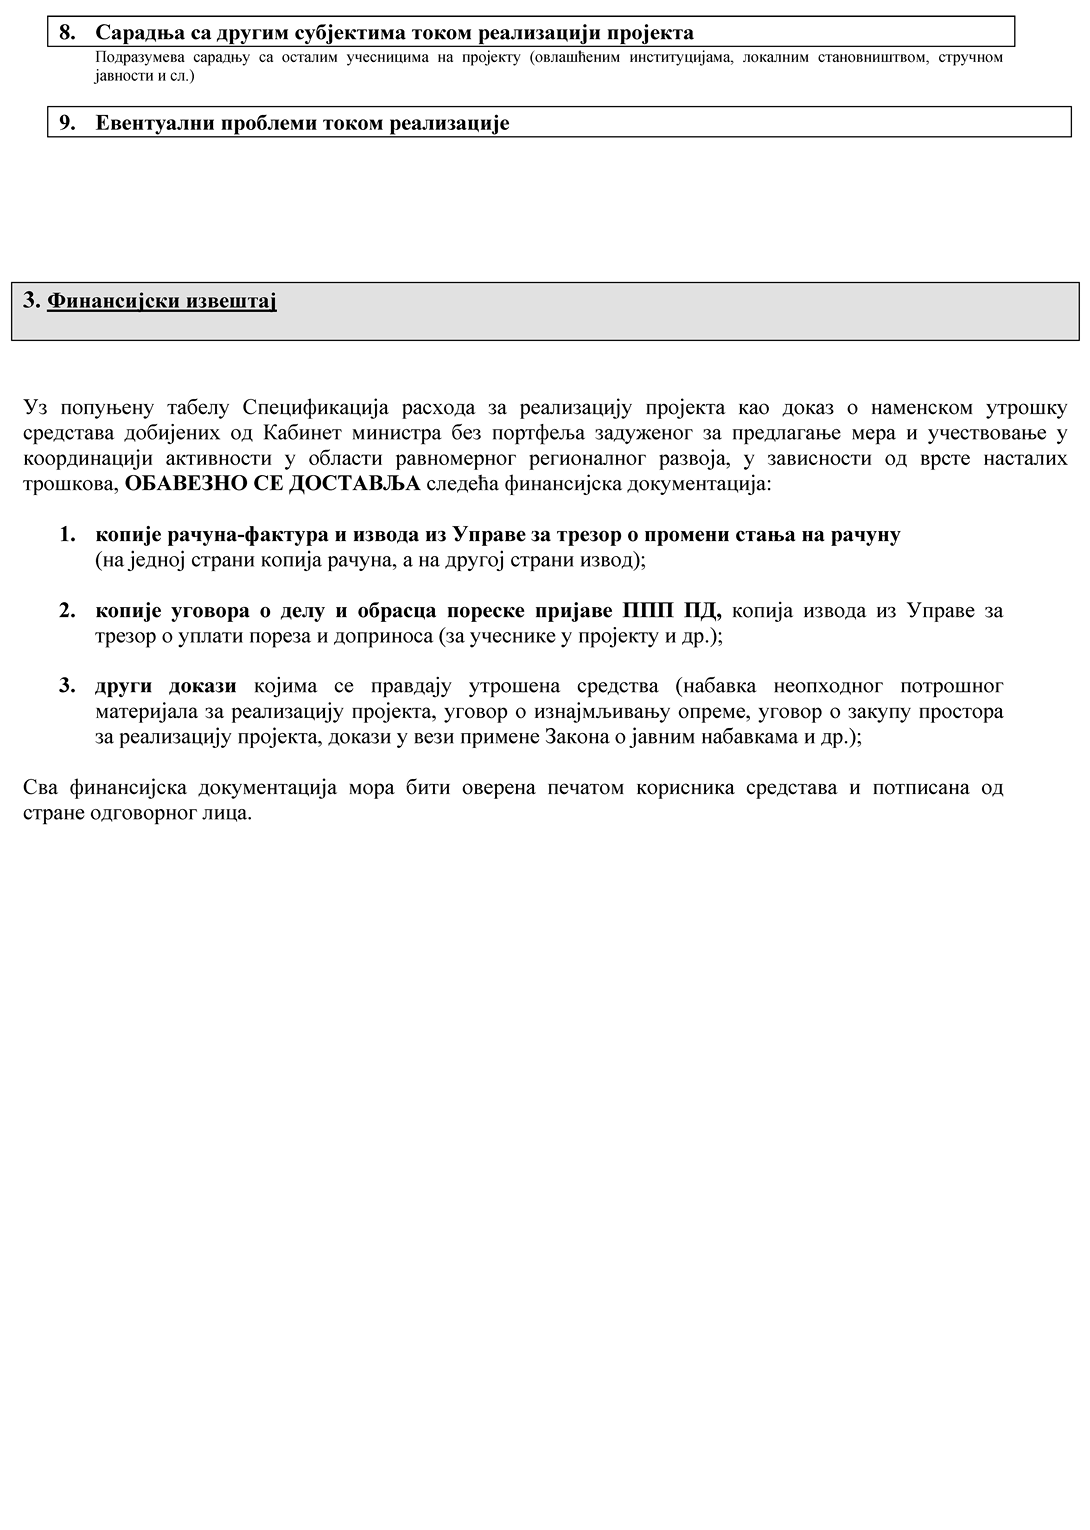 8. Сарадња са другим субјектима током реализацији пројекта
Подразумева сарадњу са осталим учесницима на пројекту (овлашћеним институцијама, локалним становништвом, стручном
јавности и сл.)
9. Евентуални проблеми током реализације
3. Финансијски извештај
Уз попуњену табелу Спецификација расхода за реализацију пројекта као доказ о наменском утрошку
средстава добијених од Кабинет министра без портфеља задуженог за предлагање мера и учествовање у
координацији активности у области равномерног регионалног развоја, у зависности од врсте насталих
трошкова, ОБАВЕЗНО СЕ ДОСТАВЉА следећа финансијска документација:
1. копије рачуна-фактура и извода из Управе за трезор о промени стања на рачуну
(на једној страни копија рачуна, а на другој страни извод);
2. копије уговора о делу и обрасца пореске пријаве ППП ПД, копија извода из Управе за
трезор о уплати пореза и доприноса (за учеснике у пројекту и др.);
3. други докази којима се правдају утрошена средства (набавка неопходног потрошног
материјала за реализацију пројекта, уговор о изнајмљивању опреме, уговор о закупу простора
за реализацију пројекта, докази у вези примене Закона о јавним набавкама и др.);
Сва финансијска документација мора бити оверена печатом корисника средстава и потписана од
стране одговорног лица.